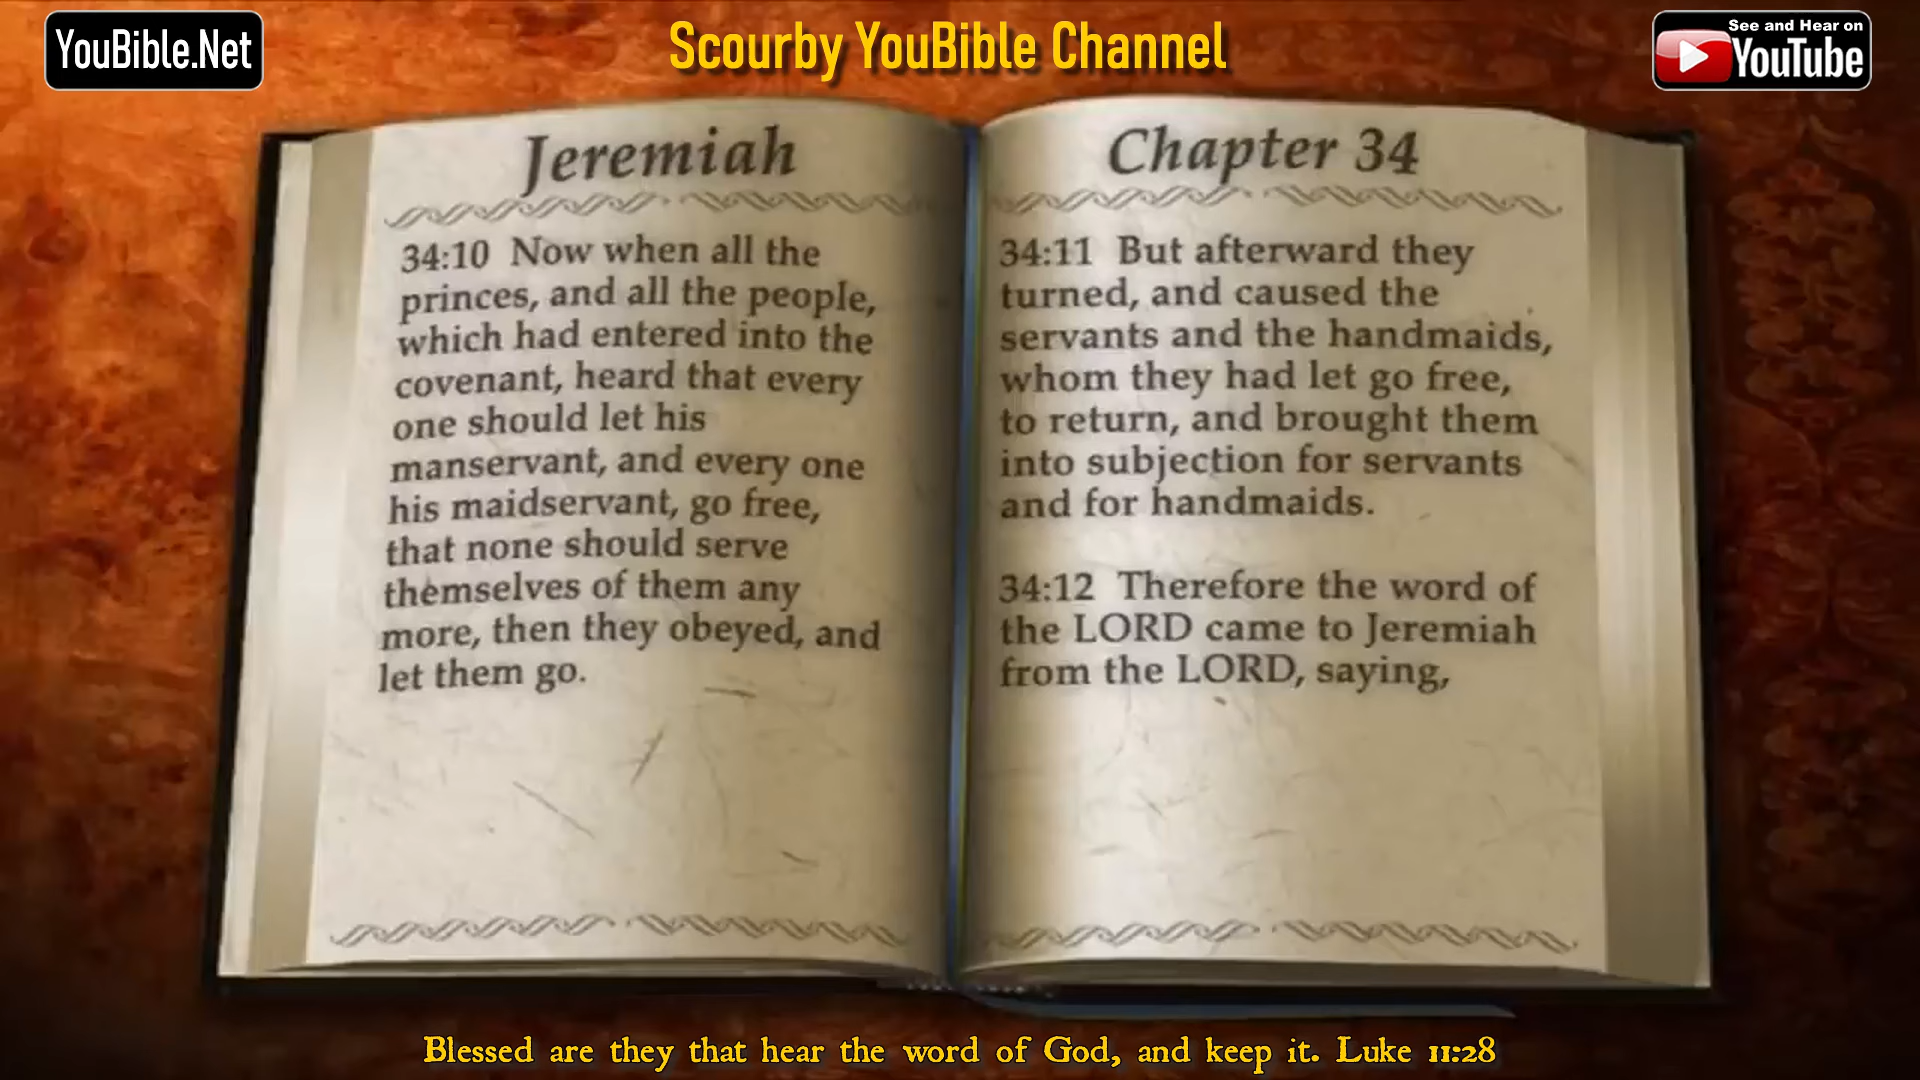 YouBible.Net
Scourby YouBible Channel
See and Hear on
YouTube
Jeremiah
34:10 Now when all the
princes, and all the people,
which had entered into the
covenant, heard that every
one should let his
manservant, and every one
his maidservant, go free,
that none should serve
themselves of them any
more, then they obeyed, and
let them go.
Chapter 34
34:11 But afterward they
turned, and caused the
servants and the handmaids,
whom they had let go free,
to return, and brought them
into subjection for servants
and for handmaids.
34:12 Therefore the word of
the LORD came to Jeremiah
from the LORD, saying,
Blessed are they that hear the word of God, and keep it. Luke 11:28